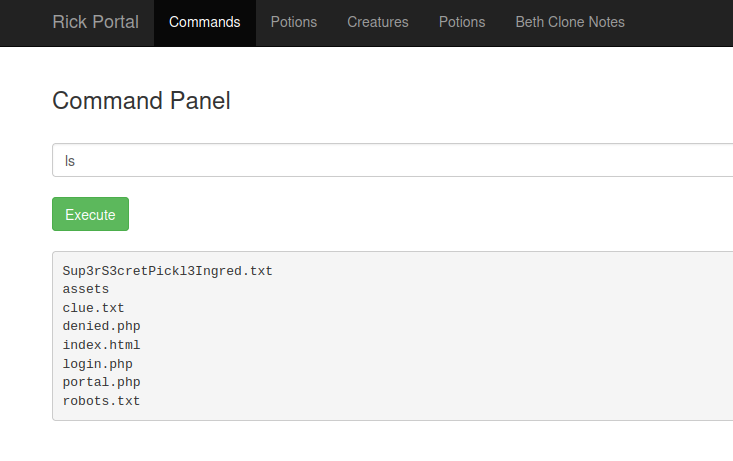 Rick Portal Commands Potions Creatures Potions Beth Clone Notes
Command Panel
ls
Execute
Sup3rS3cretPickl3Ingred.txt
assets
clue.txt
denied.php
index.html
login.php
portal.php
robots.txt